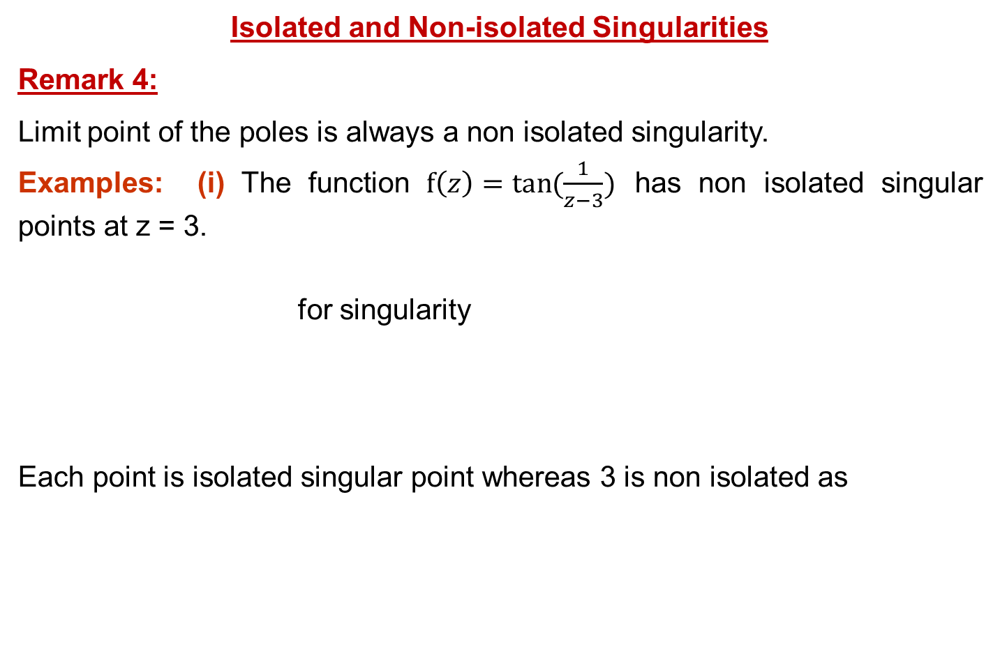 Isolated and Non-isolated Singularities
Remark 4:
Limit point of the poles is always a non isolated singularity.
Examples: (i) The function f(z) = tan(1/(z−3)) has non isolated singular
points at z = 3.
for singularity
Each point is isolated singular point whereas 3 is non isolated as